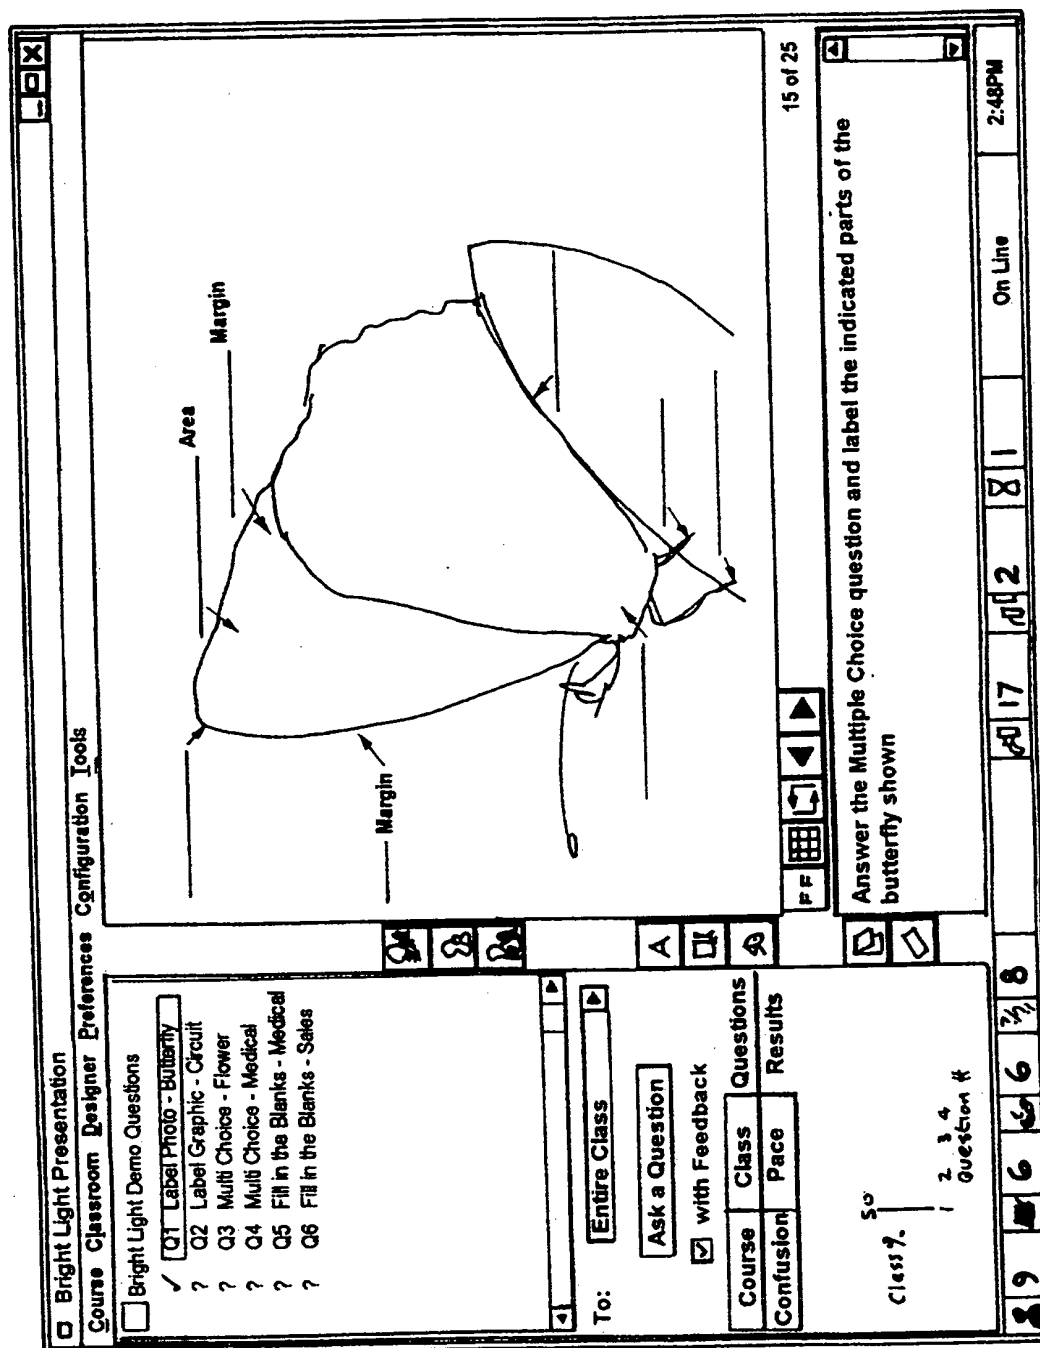 Bright Light Presentation
Course Classroom Designer Preferences Configuration Tools
Bright Light Demo Questions
✓ Q1 Label Photo - Butterfly
? Q2 Label Graphic - Circuit
? Q3 Multi Choice - Flower
? Q4 Multi Choice - Medical
? Q5 Fill in the Blanks - Medical
? Q6 Fill in the Blanks - Sales
To:
Entire Class
Ask a Question
with Feedback
Course Class Questions
Confusion Pace Results
Class %
50
1 2 3 4
Question #
A
Area
Margin
Margin
FF
15 of 25
Answer the Multiple Choice question and label the indicated parts of the
butterfly shown
9 6 6 8 17 2 1 On Line 2:48PM